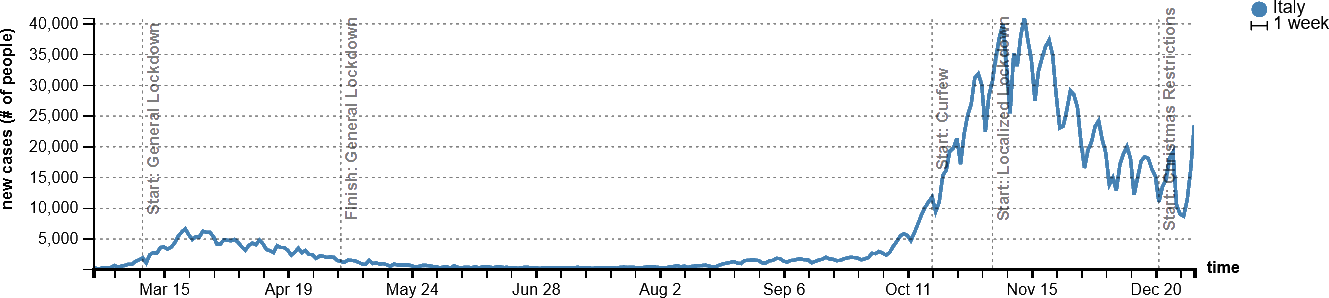 new cases (# of people)
40,000
35,000
30,000
25,000
20,000
15,000
10,000
5,000
Start: General Lockdown
Finish: General Lockdown
Start: Curfew
Start: Localized Lockdown
Start: Christmas Restrictions
Italy
1 week
time
Mar 15 Apr 19 May 24 Jun 28 Aug 2 Sep 6 Oct 11 Nov 15 Dec 20